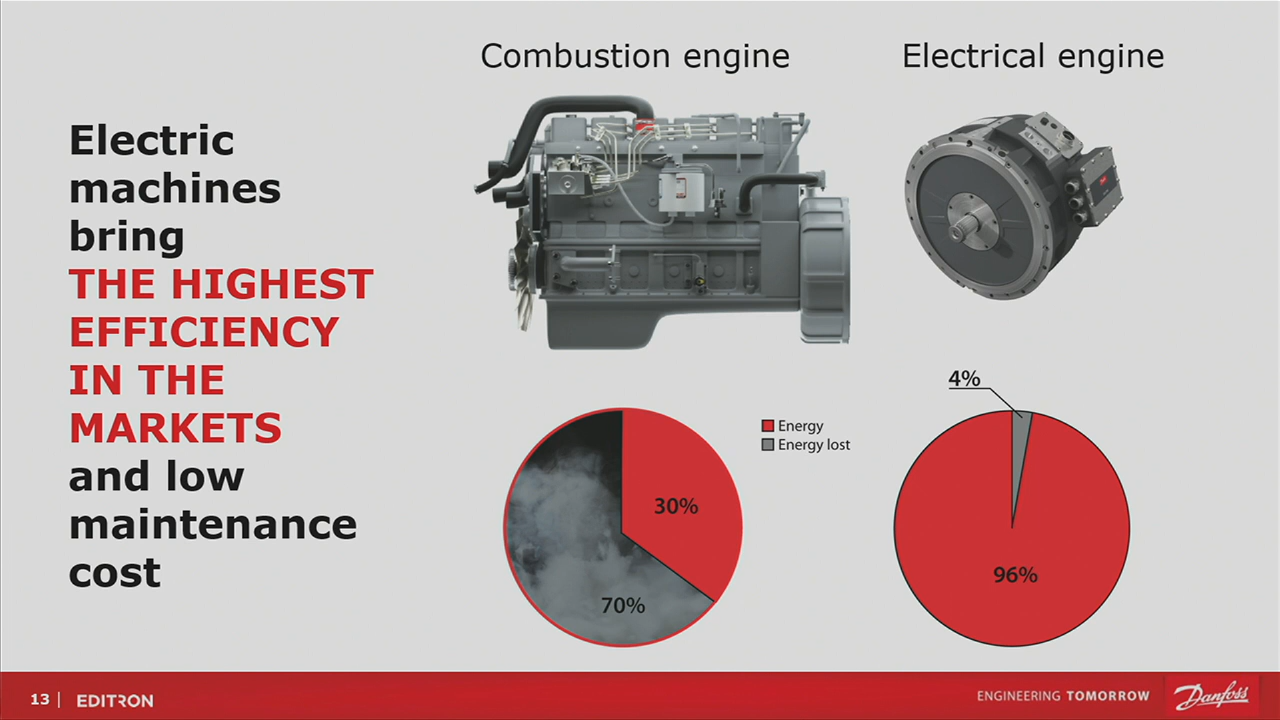 Combustion engine
Electrical engine
Electric
machines
bring
THE HIGHEST
EFFICIENCY
IN THE
MARKETS
and low
maintenance
cost
4%
Energy
Energy lost
30%
70%
96%
13 | EDITRON
ENGINEERING TOMORROW
Danfoss